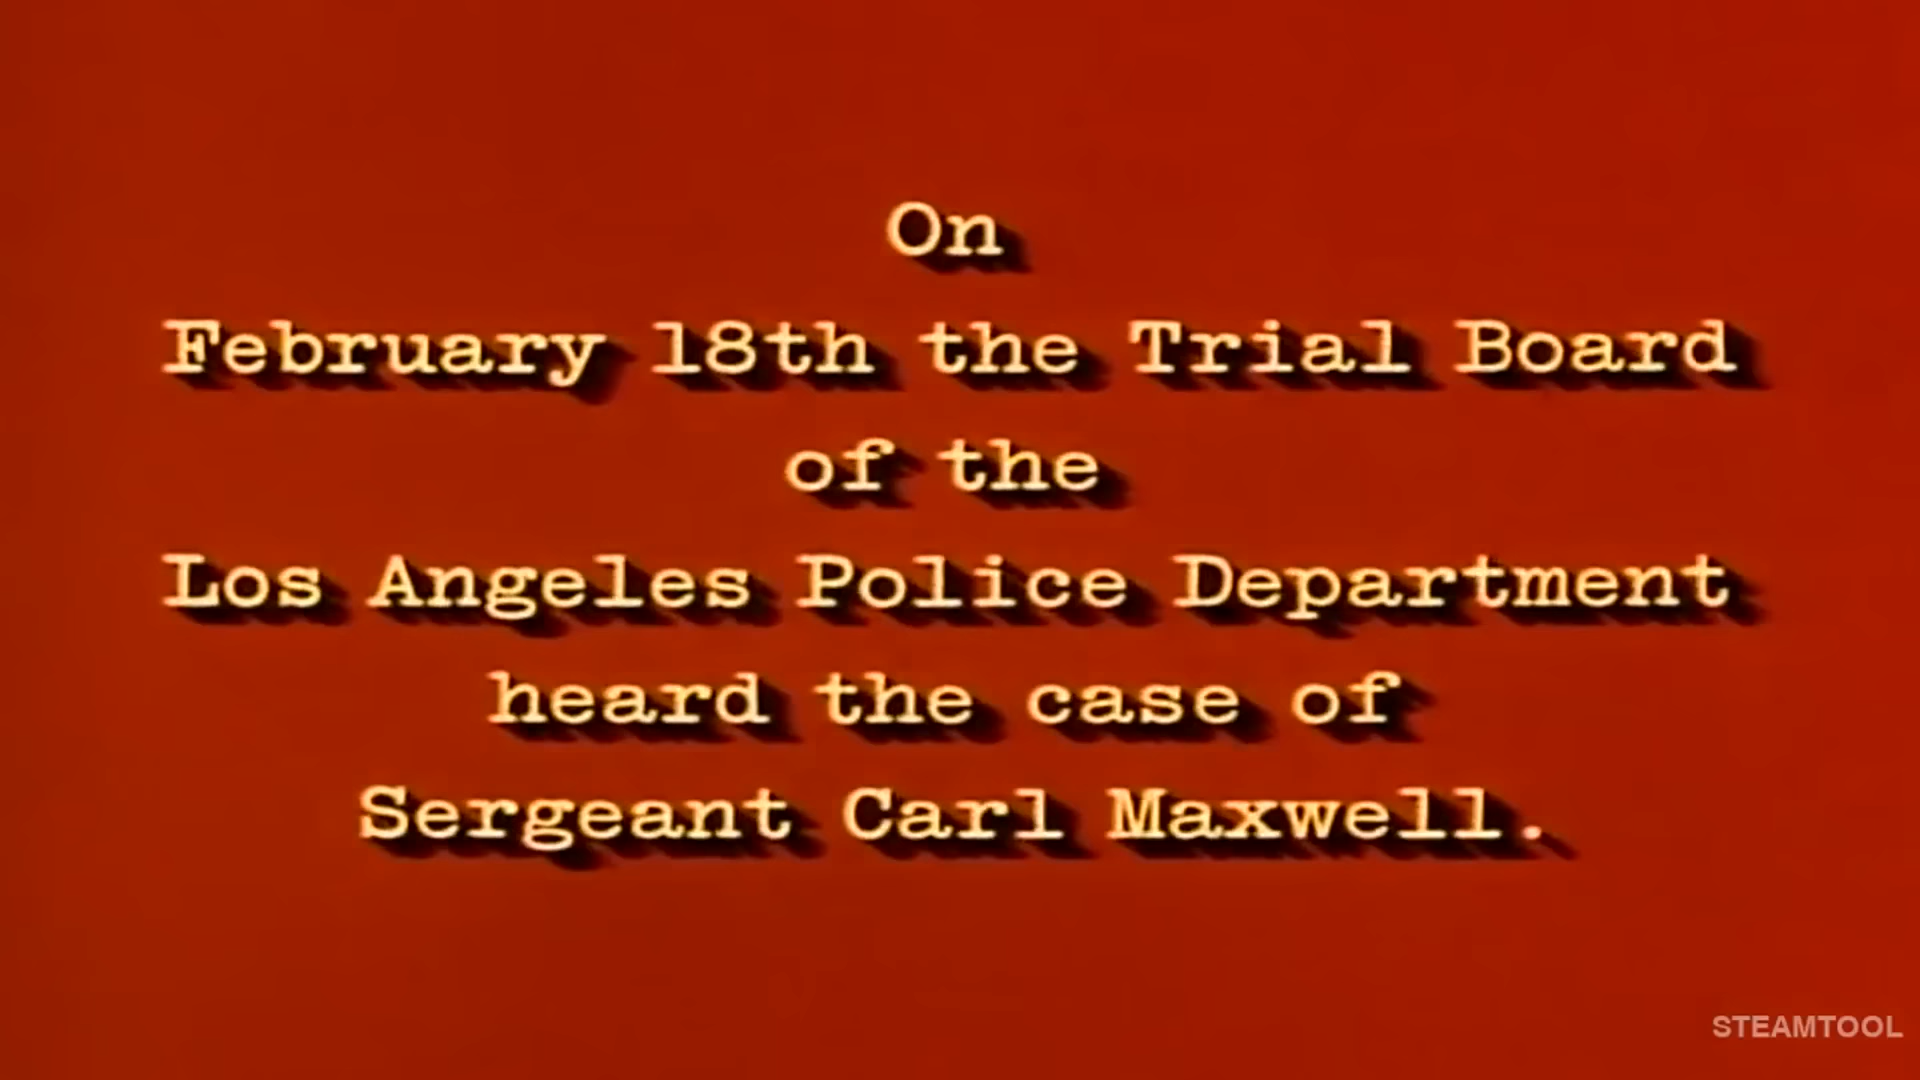 On
February 18th the Trial Board
of the
Los Angeles Police Department
heard the case of
Sergeant Carl Maxwell.
STEAMTOOL